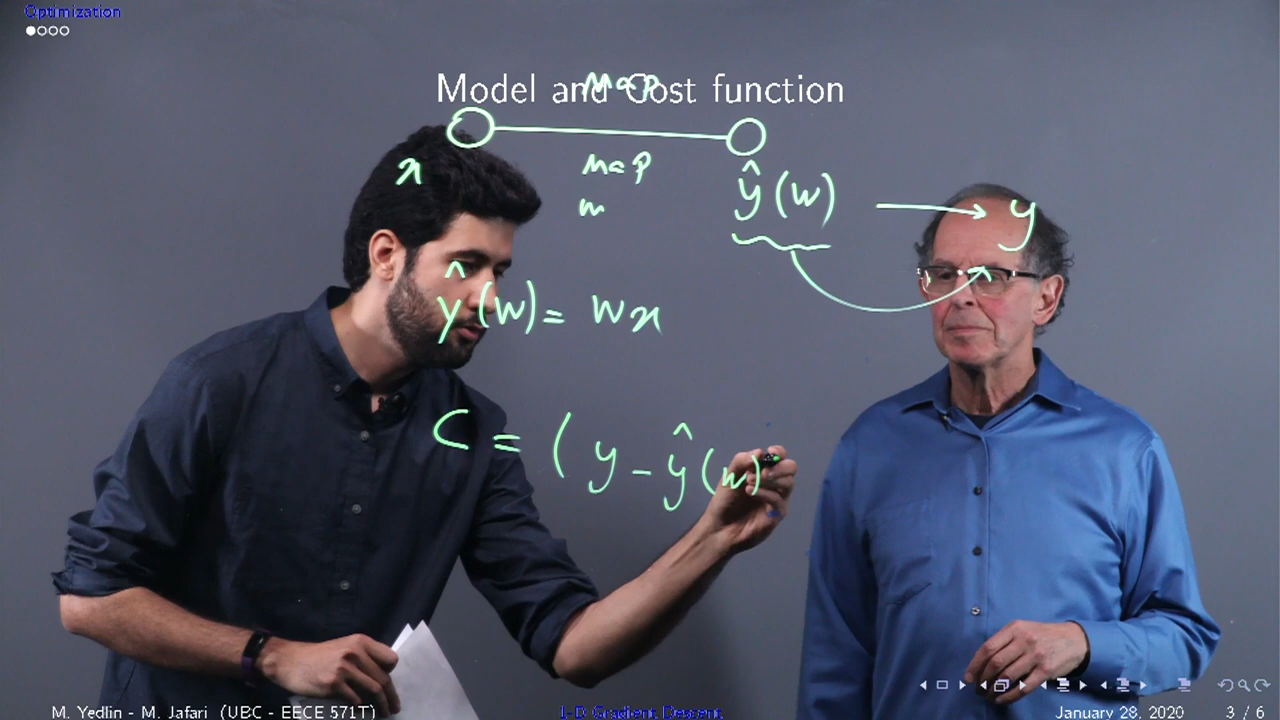 Optimization
Model and Cost function
Map
x
Map
ŷ(w) → y
ŷ(w) = wx
C = (y - ŷ(w)
M. Yedlin - M. Jafari (UBC - EECE 571T)
1-D Gradient Descent
January 28, 2020
3 / 6